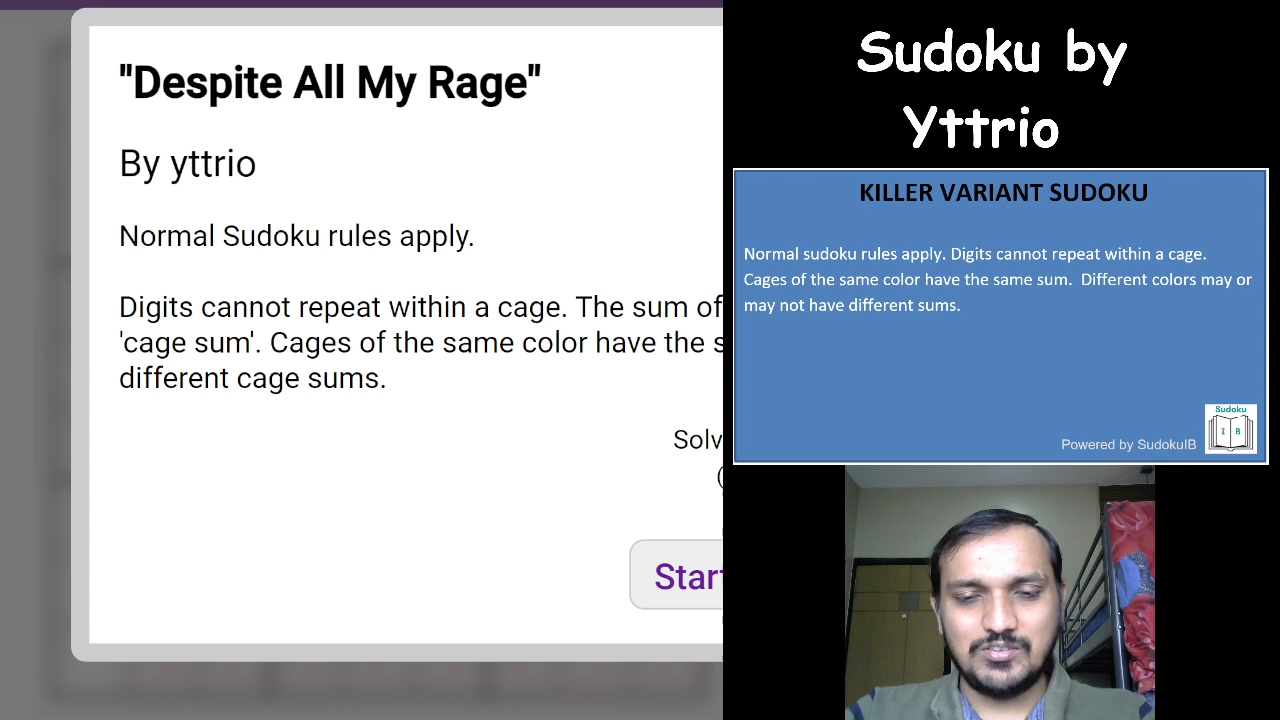 "Despite All My Rage"
By yttrio
Normal Sudoku rules apply.
Digits cannot repeat within a cage. The sum of
'cage sum'. Cages of the same color have the s
different cage sums.
Solv
(
Start
Sudoku by
Yttrio
KILLER VARIANT SUDOKU
Normal sudoku rules apply. Digits cannot repeat within a cage.
Cages of the same color have the same sum. Different colors may or
may not have different sums.
Sudoku
I B
Powered by SudokuIB